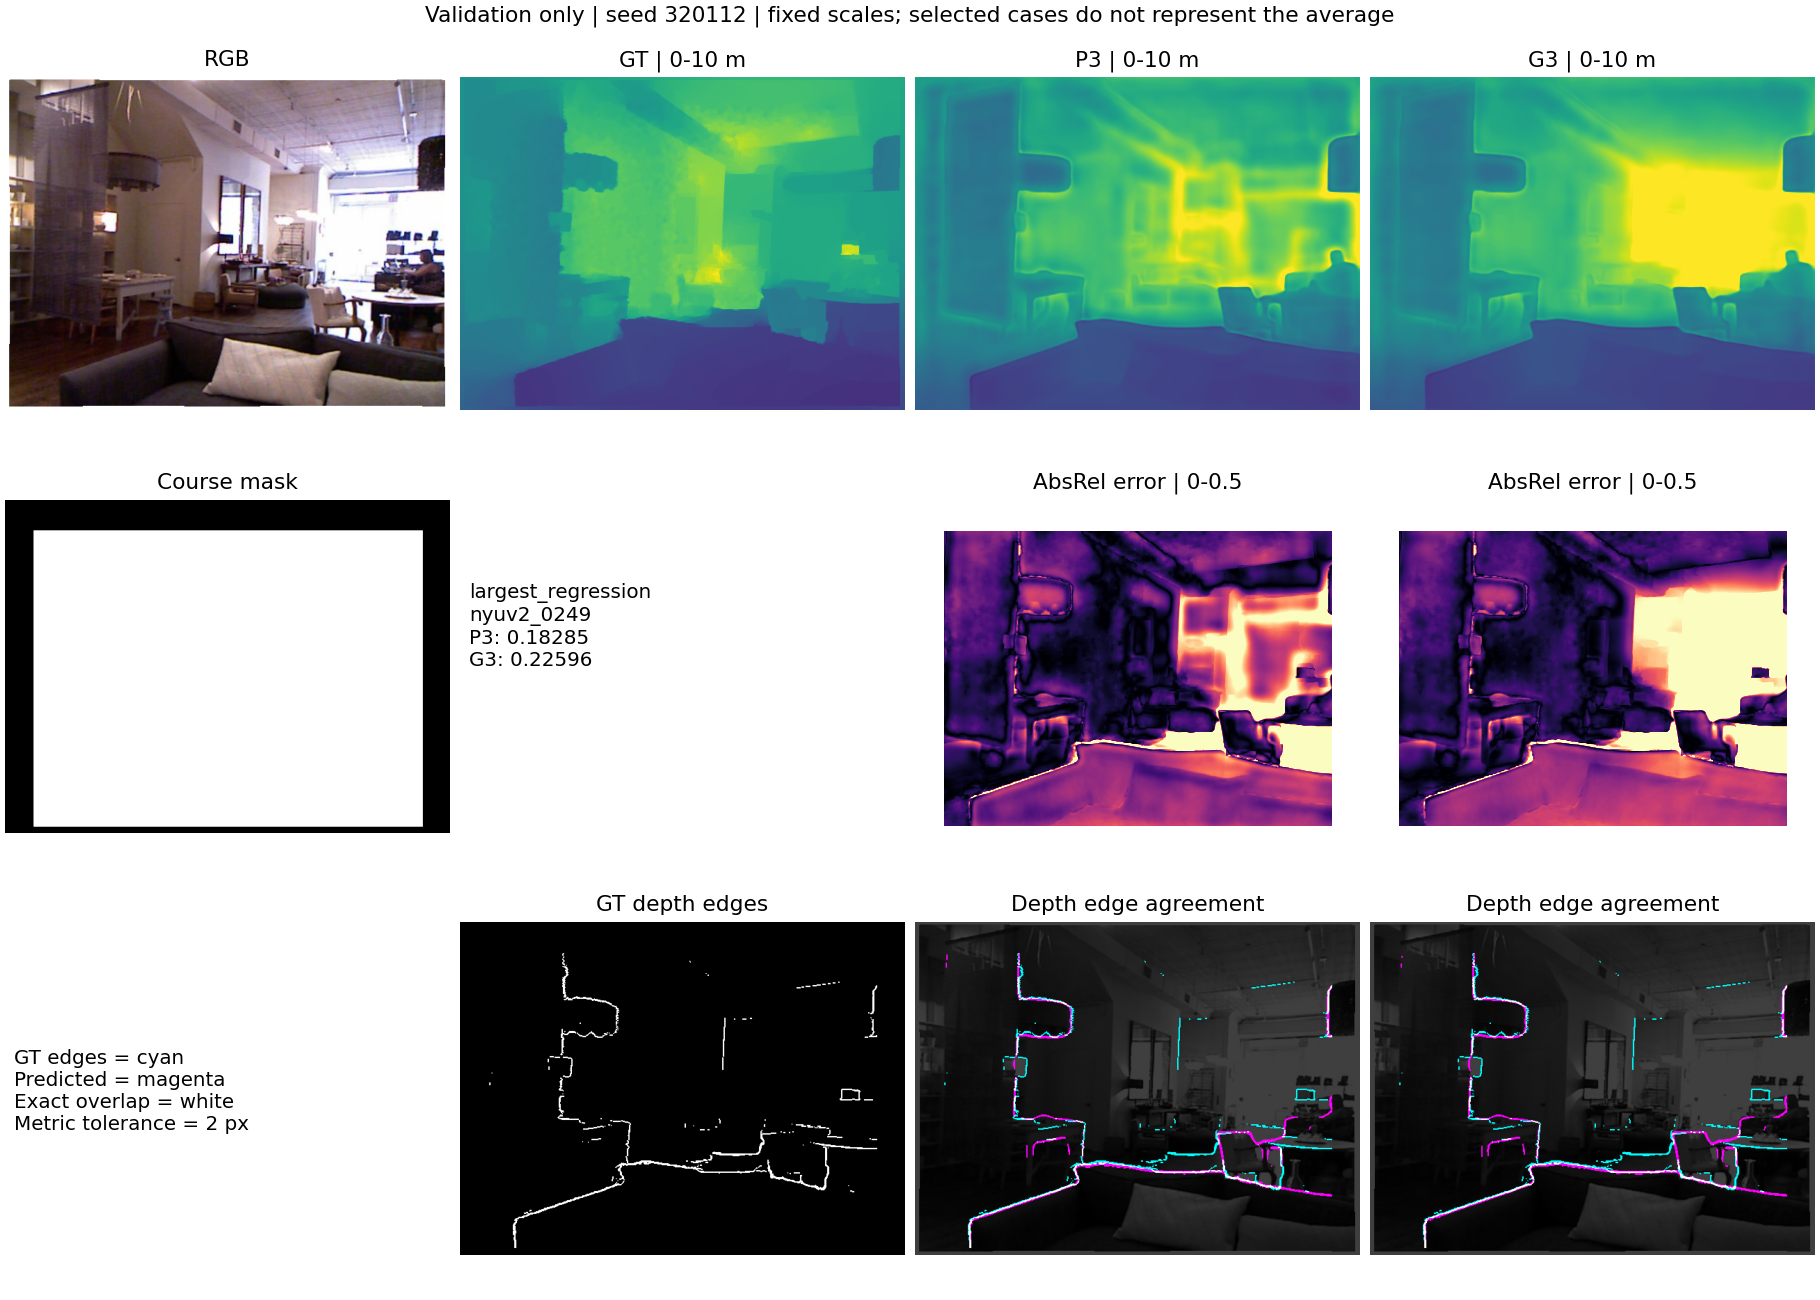 Validation only | seed 320112 | fixed scales; selected cases do not represent the average
RGB
GT | 0-10 m
P3 | 0-10 m
G3 | 0-10 m
Course mask
AbsRel error | 0-0.5
AbsRel error | 0-0.5
largest_regression
nyuv2_0249
P3: 0.18285
G3: 0.22596
GT depth edges
Depth edge agreement
Depth edge agreement
GT edges = cyan
Predicted = magenta
Exact overlap = white
Metric tolerance = 2 px